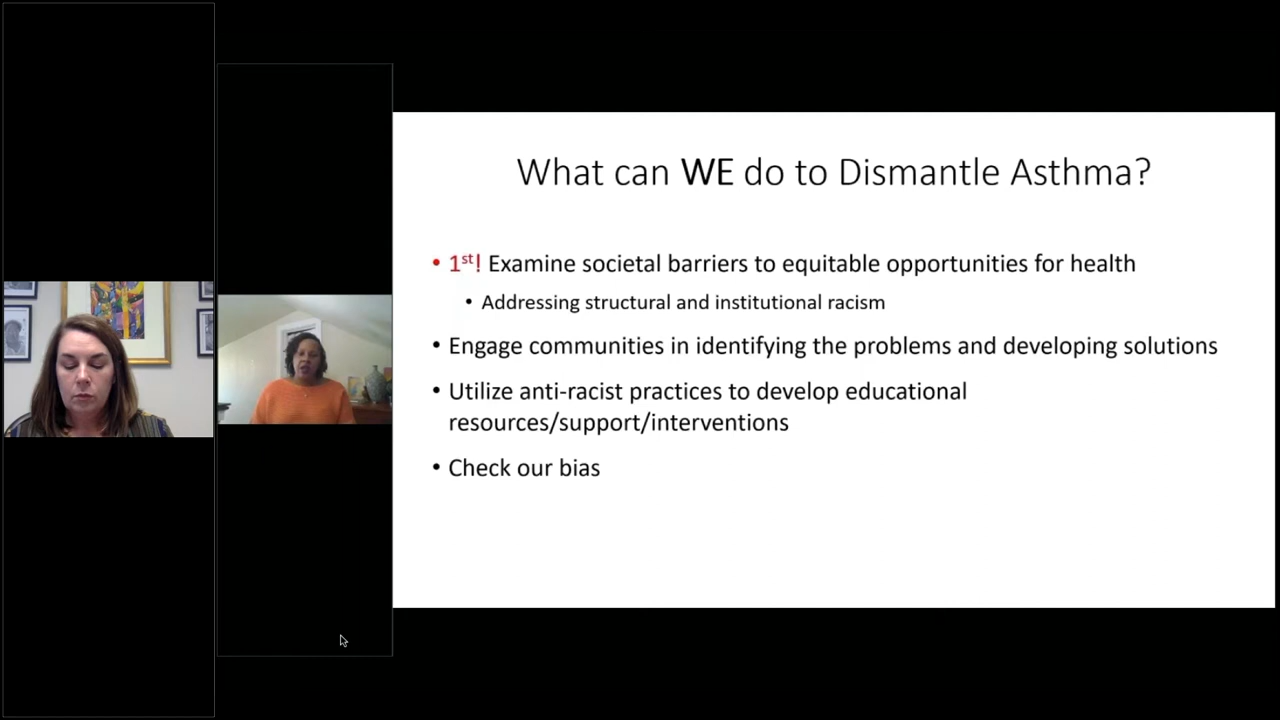 What can WE do to Dismantle Asthma?
• 1st! Examine societal barriers to equitable opportunities for health
• Addressing structural and institutional racism
• Engage communities in identifying the problems and developing solutions
• Utilize anti-racist practices to develop educational
resources/support/interventions
• Check our bias